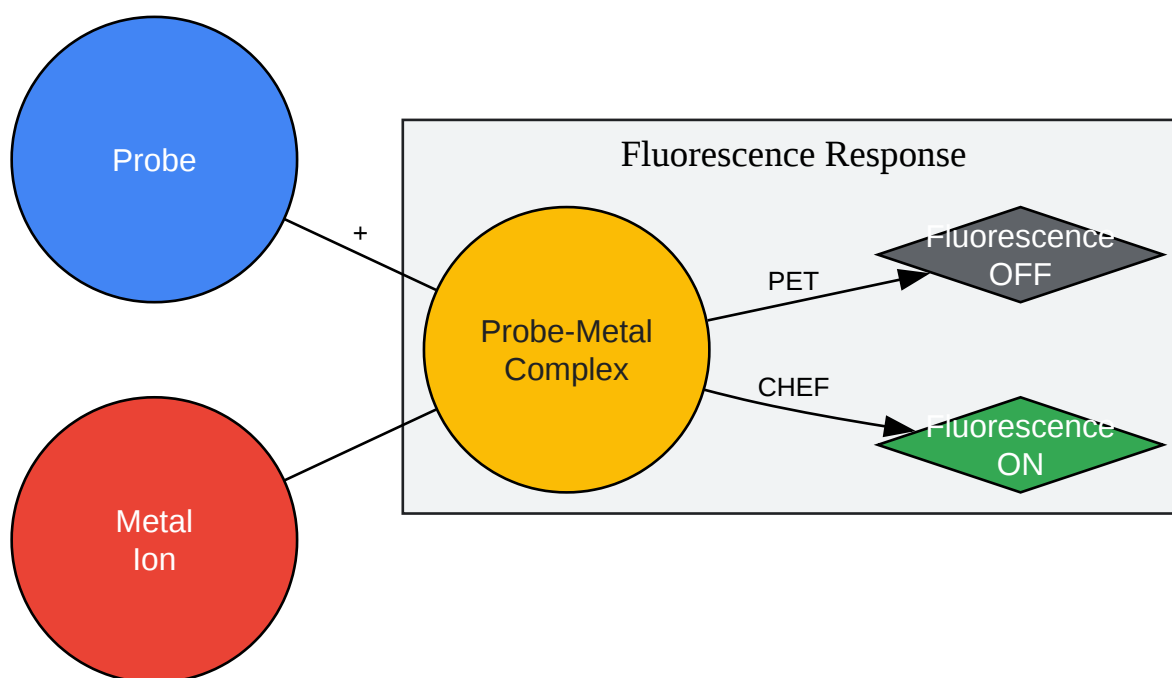 Probe
+
Metal
Ion
Fluorescence Response
Probe-Metal
Complex
PET
CHEF
Fluorescence
OFF
Fluorescence
ON